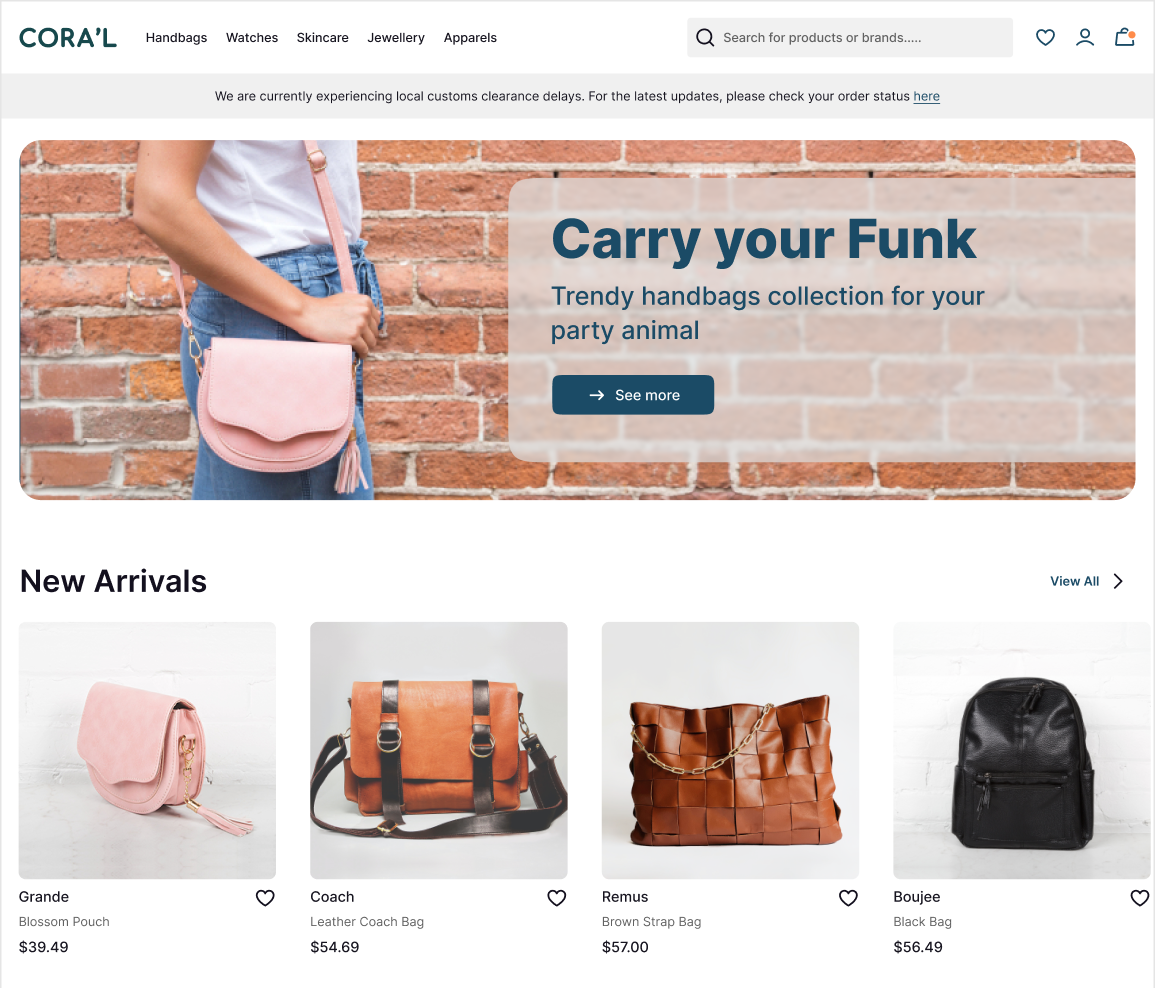 CORA'L
Handbags Watches Skincare Jewellery Apparels
Search for products or brands.....
We are currently experiencing local customs clearance delays. For the latest updates, please check your order status here
Carry your Funk
Trendy handbags collection for your
party animal
See more
New Arrivals
View All
Grande
Blossom Pouch
$39.49
Coach
Leather Coach Bag
$54.69
Remus
Brown Strap Bag
$57.00
Boujee
Black Bag
$56.49